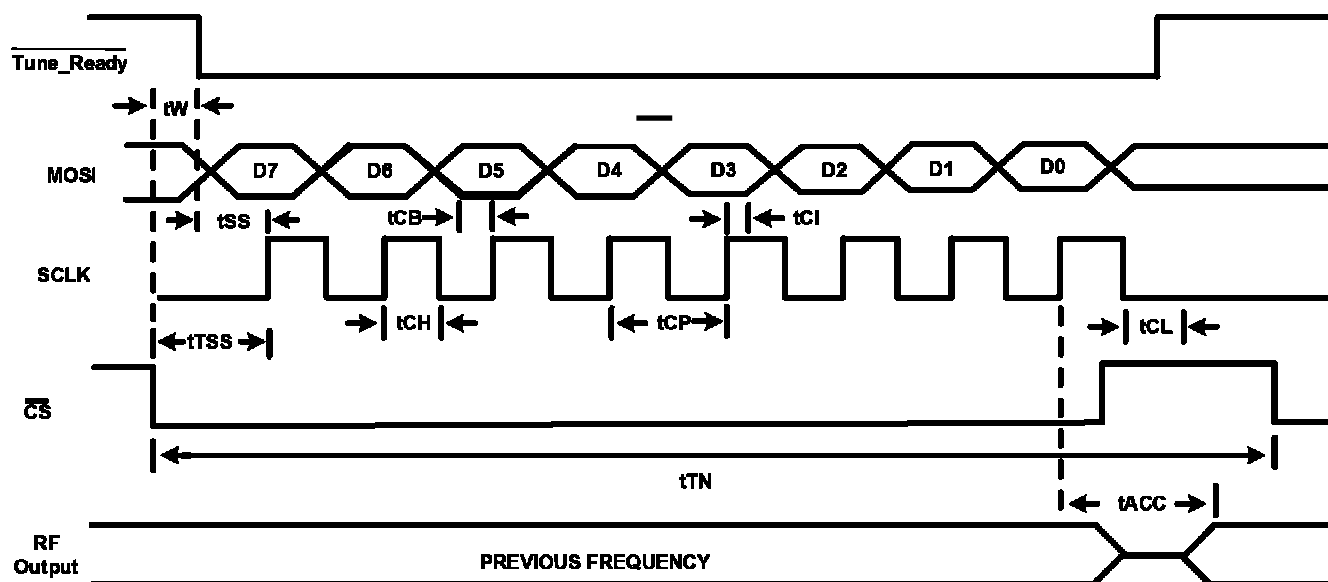 Tune_Ready
tW
MOSI
D7 D6 D5 D4 D3 D2 D1 D0
tSS tCB tCI
SCLK
tTSS tCH tCP tCL
CS
tTN
tACC
RF
Output
PREVIOUS FREQUENCY